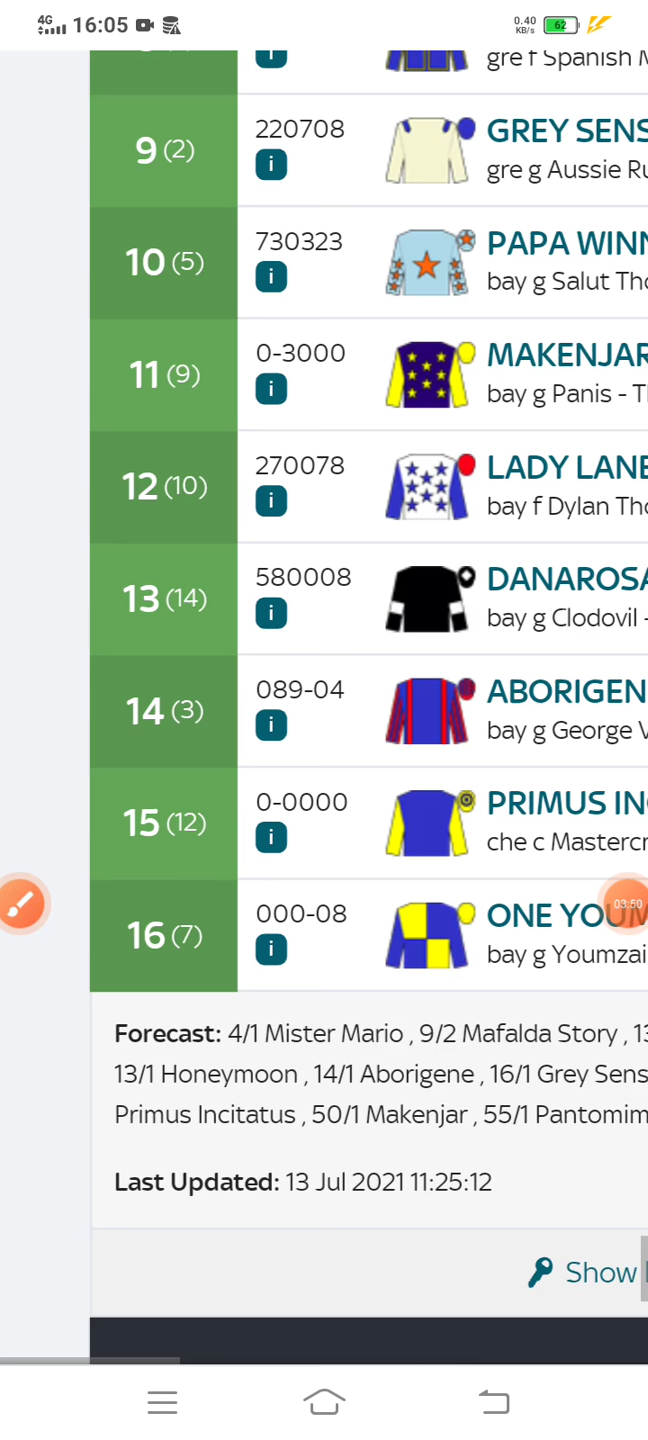 4G 16:05 0.40 KB/s 62
gre f Spanish
9 (2) 220708 GREY SENS
i gre g Aussie Ru
10 (5) 730323 PAPA WINN
i bay g Salut Tho
11 (9) 0-3000 MAKENJAR
i bay g Panis - T
12 (10) 270078 LADY LANE
i bay f Dylan Tho
13 (14) 580008 DANAROSA
i bay g Clodovil -
14 (3) 089-04 ABORIGEN
i bay g George V
15 (12) 0-0000 PRIMUS IN
i che c Mastercr
16 (7) 000-08 ONE YOUM
03:50
i bay g Youmzai
Forecast: 4/1 Mister Mario , 9/2 Mafalda Story , 13
13/1 Honeymoon , 14/1 Aborigene , 16/1 Grey Sens
Primus Incitatus , 50/1 Makenjar , 55/1 Pantomim
Last Updated: 13 Jul 2021 11:25:12
Show